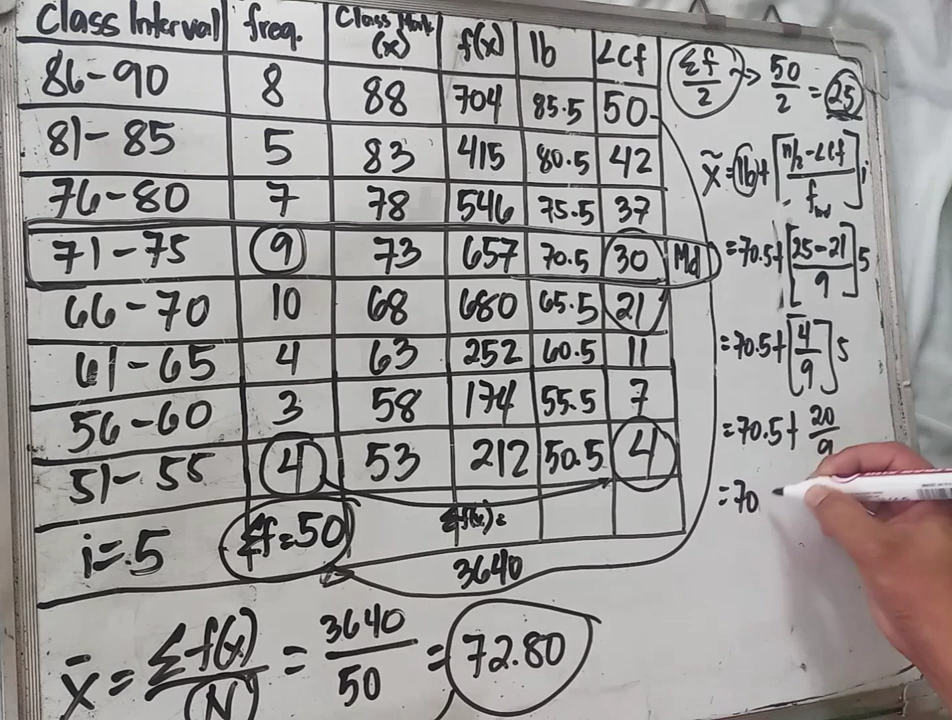 Class Interval freq. Class Mark (x) f(x) lb <cf
86-90 8 88 704 85.5 50
81-85 5 83 415 80.5 42
76-80 7 78 546 75.5 37
71-75 9 73 657 70.5 30 Md
66-70 10 68 680 65.5 21
61-65 4 63 252 60.5 11
56-60 3 58 174 55.5 7
51-55 4 53 212 50.5 4
i=5 Σf=50 Σf(x)=
3640
x̄ = Σf(x)/(N) = 3640/50 = 72.80
Σf/2 → 50/2 = 25
x̃ = lb + [n/2-<cf / fmd] i
= 70.5 + [25-21 / 9] 5
= 70.5 + [4/9] 5
= 70.5 + 20/9
= 70